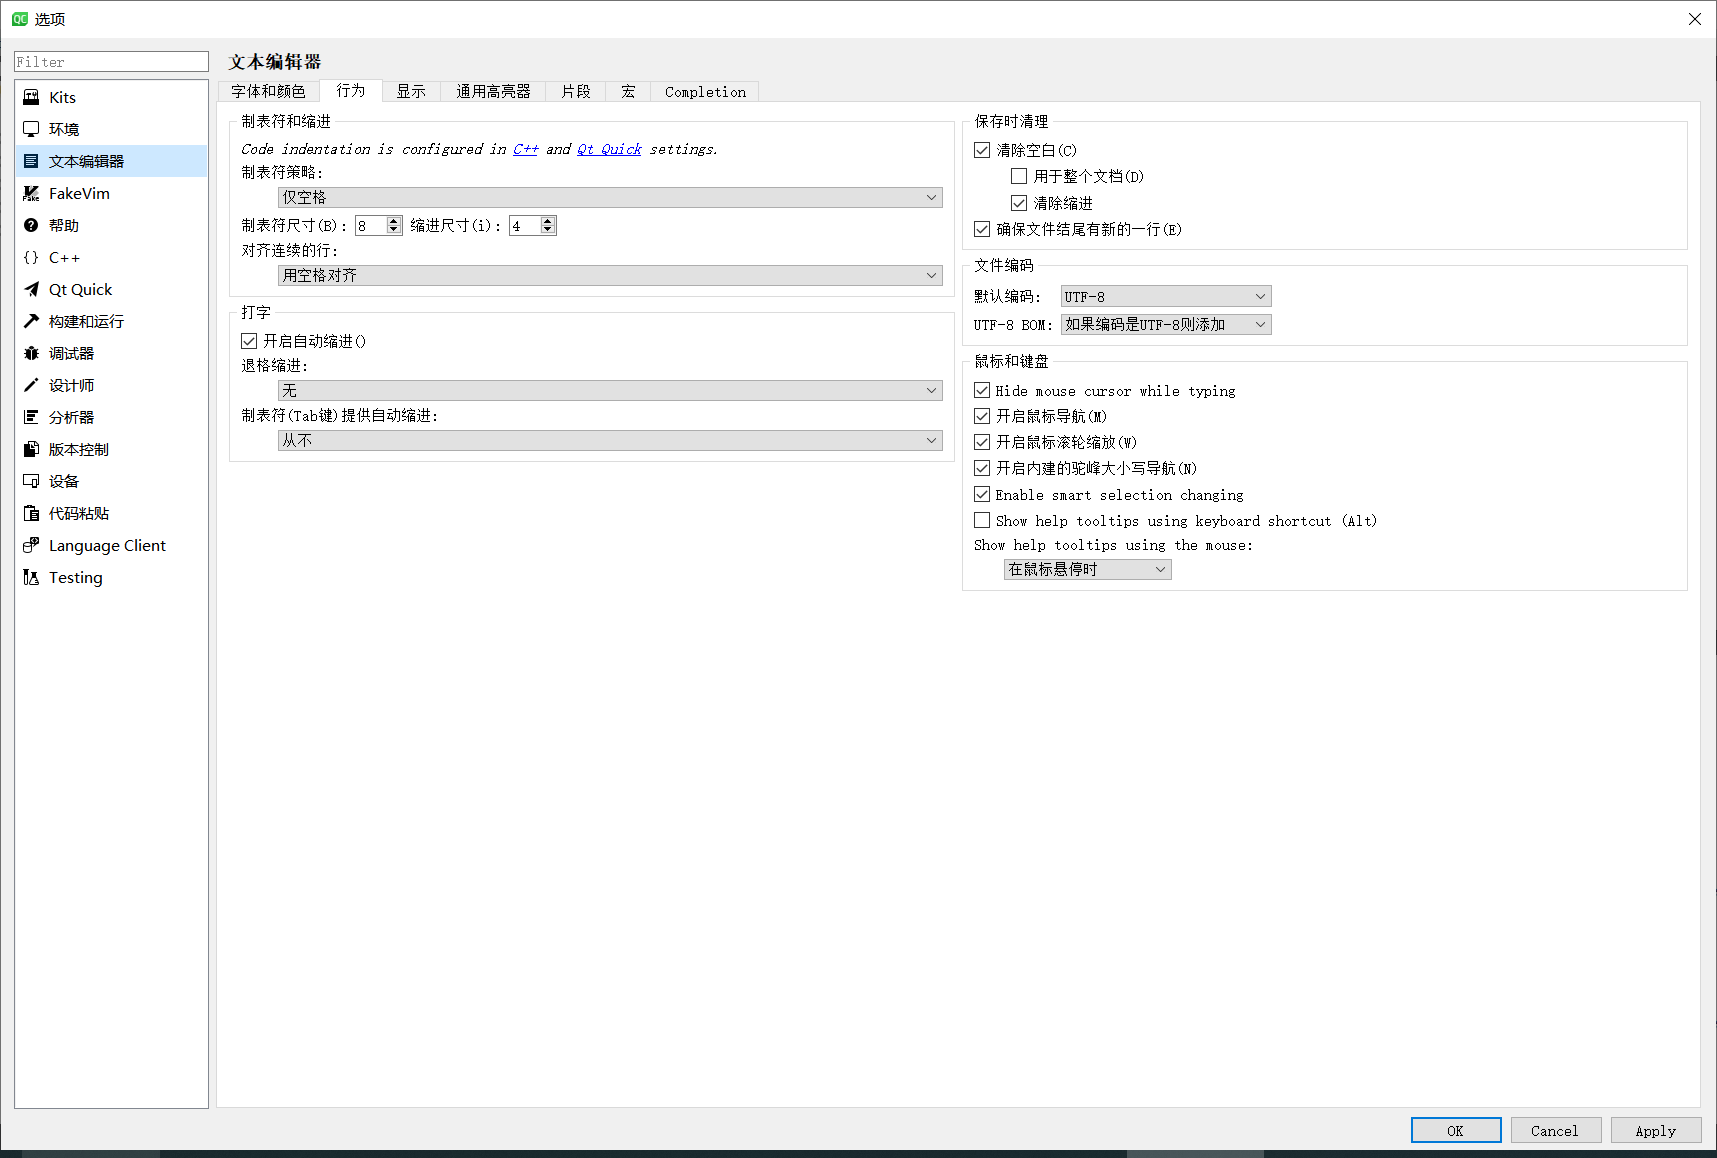 选项
Filter
Kits
环境
文本编辑器
FakeVim
帮助
C++
Qt Quick
构建和运行
调试器
设计师
分析器
版本控制
设备
代码粘贴
Language Client
Testing
文本编辑器
字体和颜色 行为 显示 通用高亮器 片段 宏 Completion
制表符和缩进
Code indentation is configured in C++ and Qt Quick settings.
制表符策略:
仅空格
制表符尺寸(B): 8 缩进尺寸(i): 4
对齐连续的行:
用空格对齐
打字
开启自动缩进()
退格缩进:
无
制表符(Tab键)提供自动缩进:
从不
保存时清理
清除空白(C)
用于整个文档(D)
清除缩进
确保文件结尾有新的一行(E)
文件编码
默认编码: UTF-8
UTF-8 BOM: 如果编码是UTF-8则添加
鼠标和键盘
Hide mouse cursor while typing
开启鼠标导航(M)
开启鼠标滚轮缩放(W)
开启内建的驼峰大小写导航(N)
Enable smart selection changing
Show help tooltips using keyboard shortcut (Alt)
Show help tooltips using the mouse:
在鼠标悬停时
OK Cancel Apply